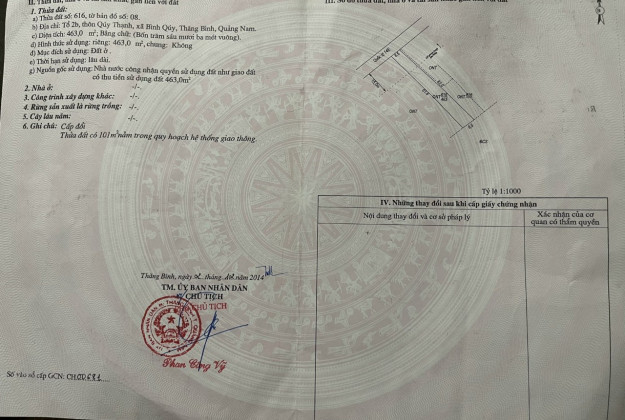 1. Thửa đất:
a) Thửa đất số: 616, tờ bản đồ số: 08.
b) Địa chỉ: Tổ 2b, thôn Quý Thạnh, xã Bình Qúy, Thăng Bình, Quảng Nam.
c) Diện tích: 463,0 m², Bằng chữ: (Bốn trăm sáu mươi ba mét vuông).
d) Hình thức sử dụng: riêng: 463,0 m², chung: Không
đ) Mục đích sử dụng: Đất ở .
e) Thời hạn sử dụng: lâu dài.
g) Nguồn gốc sử dụng: Nhà nước công nhận quyền sử dụng đất như giao đất
có thu tiền sử dụng đất 463,0m²
2. Nhà ở: -/-
3. Công trình xây dựng khác: -/-.
4. Rừng sản xuất là rừng trồng: -/-.
5. Cây lâu năm: -/-.
6. Ghi chú: Cấp đổi
Thửa đất có 101m² nằm trong quy hoạch hệ thống giao thông.
Tỷ lệ 1:1000
IV. Những thay đổi sau khi cấp giấy chứng nhận
Nội dung thay đổi và cơ sở pháp lý
Xác nhận của cơ
quan có thẩm quyền
Thăng Bình, ngày tháng năm 2014
TM. ỦY BAN NHÂN DÂN
CHỦ TỊCH
CHỦ TỊCH
Phan Công Vỹ
Số vào sổ cấp GCN: